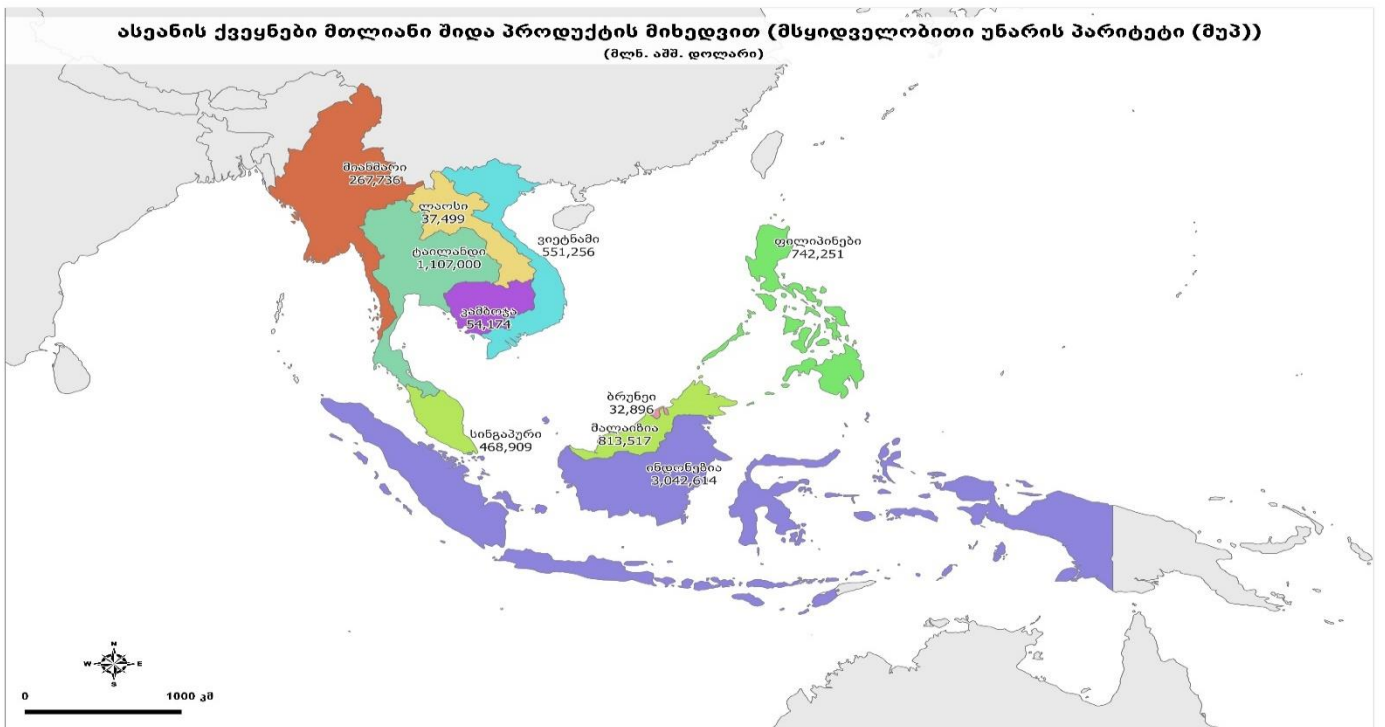 ასეანის ქვეყნები მთლიანი შიდა პროდუქტის მიხედვით (მსყიდველობითი უნარის პარიტეტი (მუპ))
(მლნ. აშშ. დოლარი)
მიანმარი
267,736
ლაოსი
37,499
ვიეტნამი
551,256
ტაილანდი
1,107,000
კამბოჯა
54,174
ფილიპინები
742,251
ბრუნეი
32,896
მალაიზია
813,517
სინგაპური
468,909
ინდონეზია
3,042,614
N
W E
S
0 1000 კმ